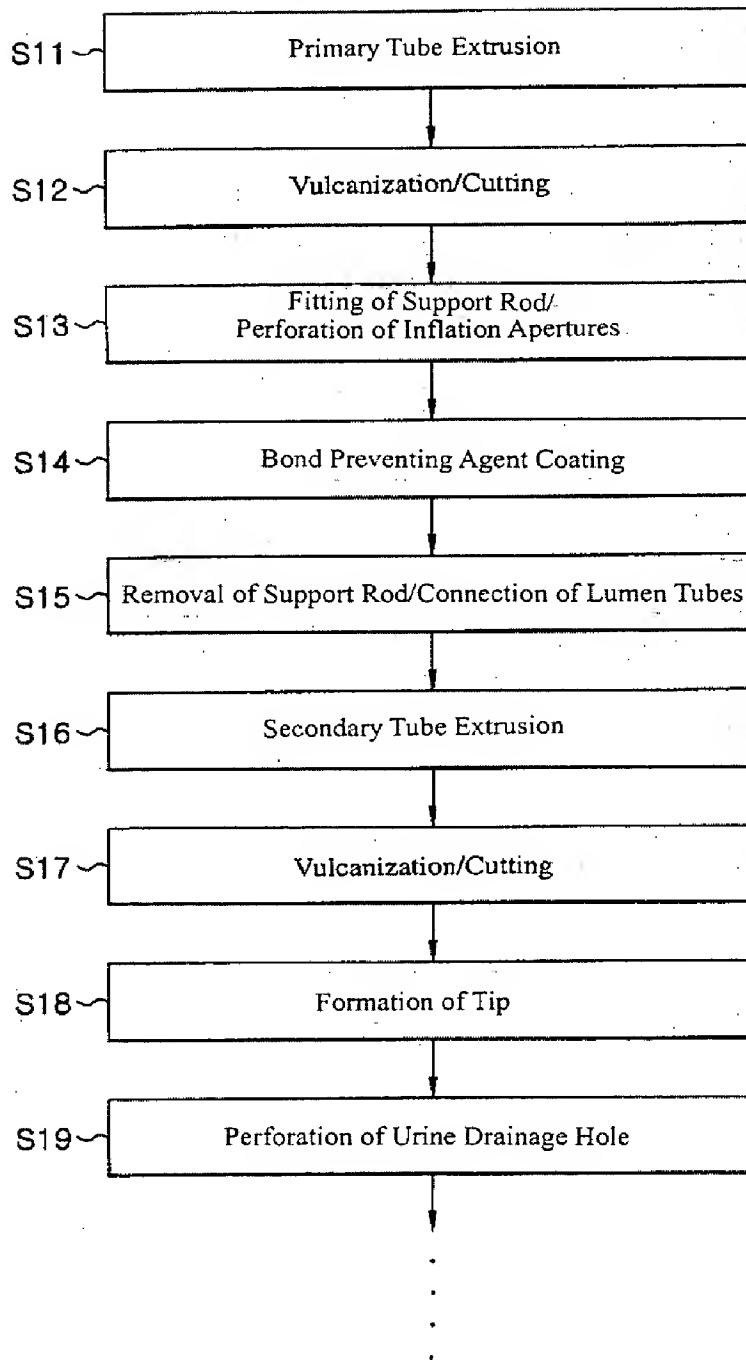 S11 Primary Tube Extrusion
S12 Vulcanization/Cutting
S13 Fitting of Support Rod/
Perforation of Inflation Apertures
S14 Bond Preventing Agent Coating
S15 Removal of Support Rod/Connection of Lumen Tubes
S16 Secondary Tube Extrusion
S17 Vulcanization/Cutting
S18 Formation of Tip
S19 Perforation of Urine Drainage Hole